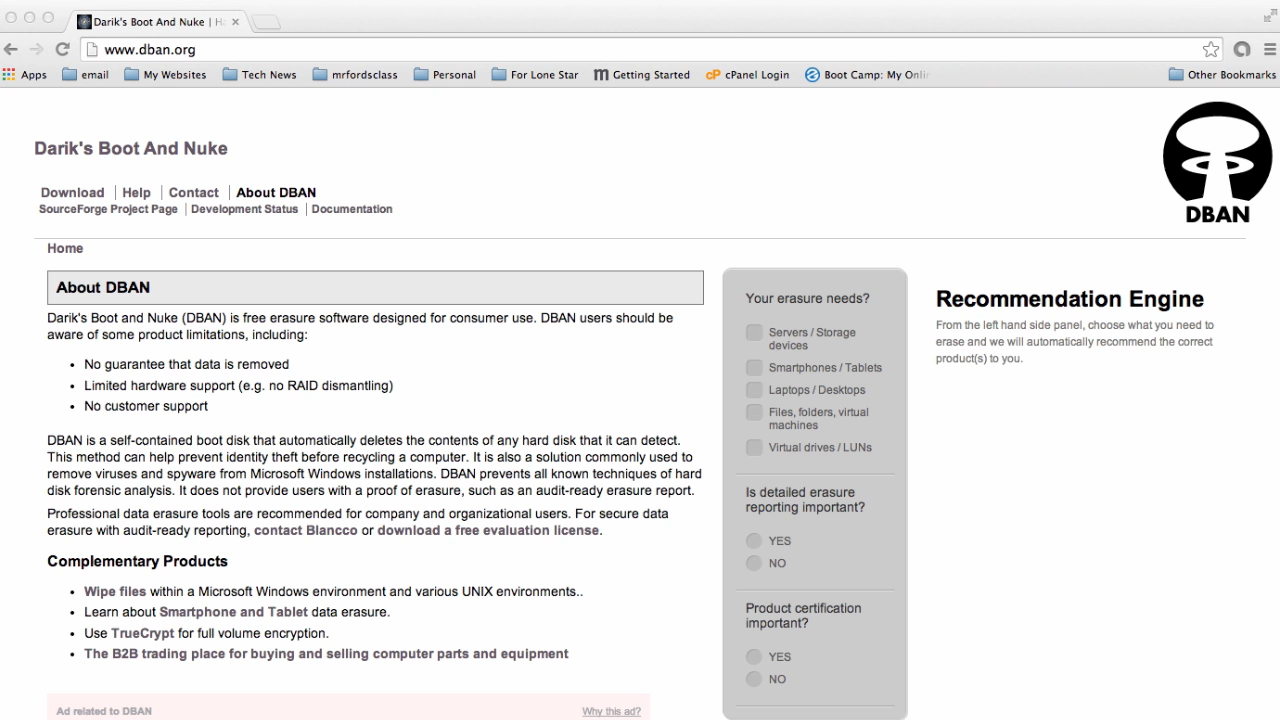 Darik's Boot And Nuke | Ha
www.dban.org
Apps email My Websites Tech News mrfordsclass Personal For Lone Star Getting Started cP cPanel Login Boot Camp: My Onli Other Bookmarks
Darik's Boot And Nuke
Download Help Contact About DBAN
SourceForge Project Page Development Status Documentation
DBAN
Home
About DBAN
Darik's Boot and Nuke (DBAN) is free erasure software designed for consumer use. DBAN users should be
aware of some product limitations, including:
• No guarantee that data is removed
• Limited hardware support (e.g. no RAID dismantling)
• No customer support
DBAN is a self-contained boot disk that automatically deletes the contents of any hard disk that it can detect.
This method can help prevent identity theft before recycling a computer. It is also a solution commonly used to
remove viruses and spyware from Microsoft Windows installations. DBAN prevents all known techniques of hard
disk forensic analysis. It does not provide users with a proof of erasure, such as an audit-ready erasure report.
Professional data erasure tools are recommended for company and organizational users. For secure data
erasure with audit-ready reporting, contact Blancco or download a free evaluation license.
Complementary Products
• Wipe files within a Microsoft Windows environment and various UNIX environments..
• Learn about Smartphone and Tablet data erasure.
• Use TrueCrypt for full volume encryption.
• The B2B trading place for buying and selling computer parts and equipment
Ad related to DBAN Why this ad?
Your erasure needs?
Servers / Storage
devices
Smartphones / Tablets
Laptops / Desktops
Files, folders, virtual
machines
Virtual drives / LUNs
Is detailed erasure
reporting important?
YES
NO
Product certification
important?
YES
NO
Recommendation Engine
From the left hand side panel, choose what you need to
erase and we will automatically recommend the correct
product(s) to you.